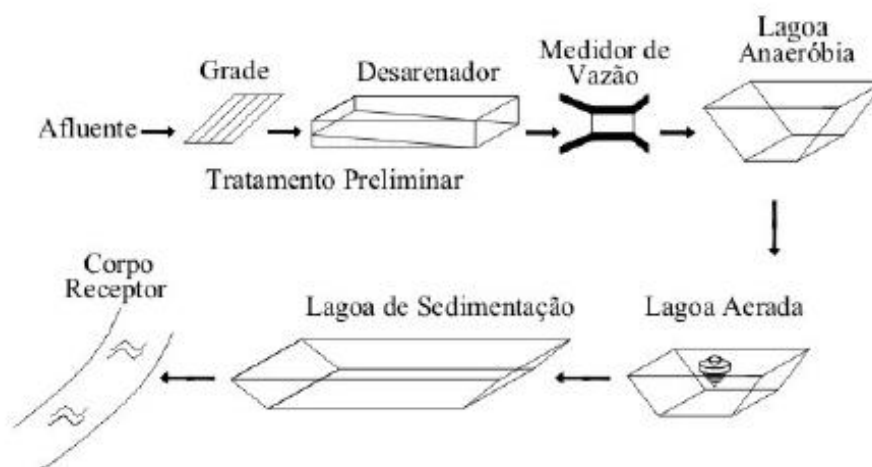 Afluente
Grade
Desarenador
Tratamento Preliminar
Medidor de
Vazão
Lagoa
Anaeróbia
Lagoa Aerada
Lagoa de Sedimentação
Corpo
Receptor